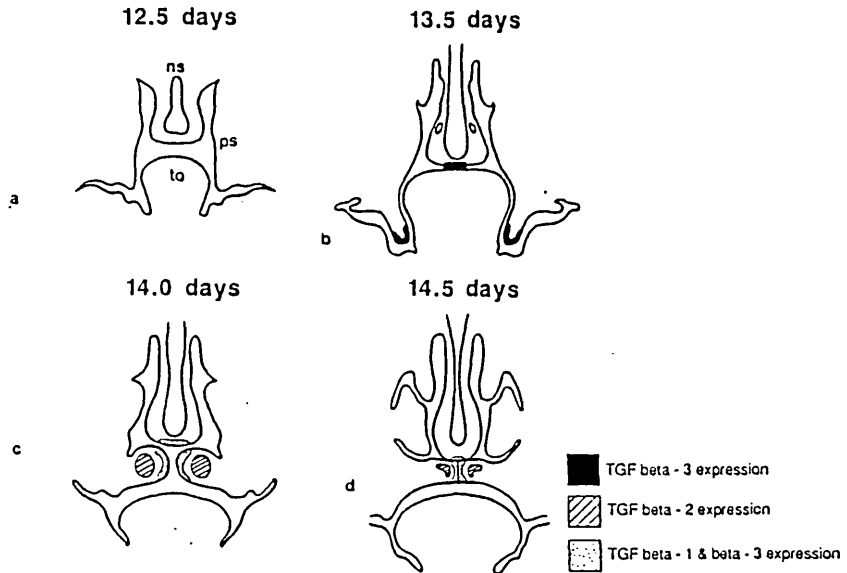 12.5 days
13.5 days
ns
ps
to
a
b
14.0 days
14.5 days
c
d
TGF beta - 3 expression
TGF beta - 2 expression
TGF beta - 1 & beta - 3 expression